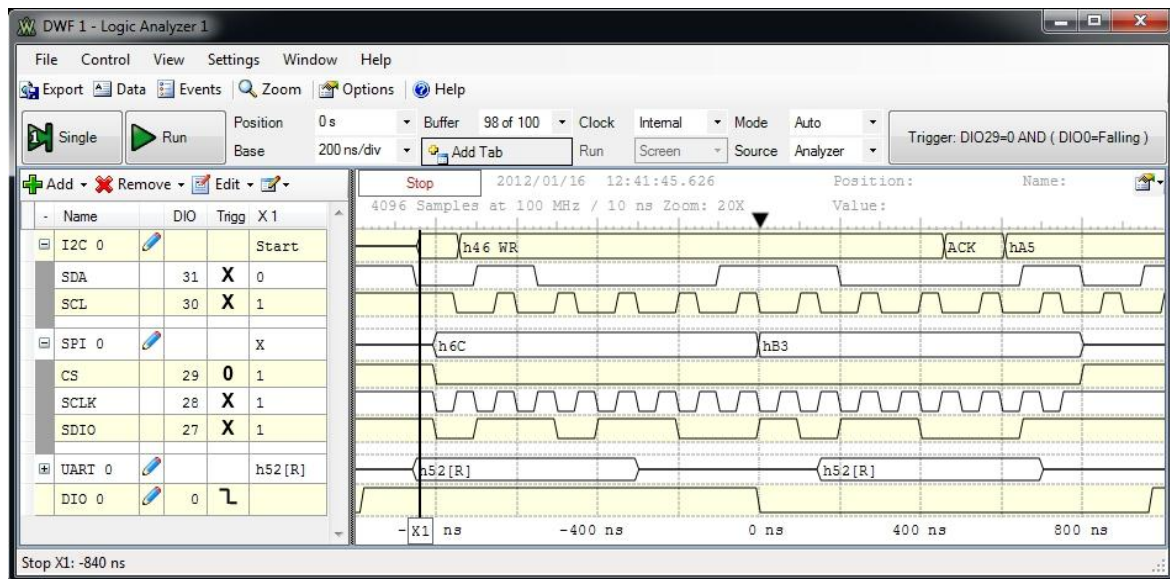 DWF 1 - Logic Analyzer 1
File Control View Settings Window Help
Export Data Events Zoom Options Help
Single Run Position 0 s Buffer 98 of 100 Clock Internal Mode Auto Trigger: DIO29=0 AND ( DIO0=Falling )
Base 200 ns/div Add Tab Run Screen Source Analyzer
Add Remove Edit Stop 2012/01/16 12:41:45.626 Position: Name:
4096 Samples at 100 MHz / 10 ns Zoom: 20X Value:
- Name DIO Trigg X1
I2C 0 Start h46 WR ACK hA5
SDA 31 X 0
SCL 30 X 1
SPI 0 X h6C hB3
CS 29 0 1
SCLK 28 X 1
SDIO 27 X 1
UART 0 h52[R] h52[R] h52[R]
DIO 0 0
- X1 ns -400 ns 0 ns 400 ns 800 ns
Stop X1: -840 ns